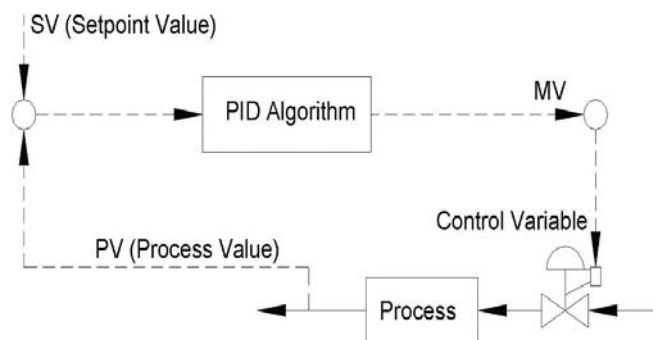 SV (Setpoint Value)
PID Algorithm
MV
Control Variable
PV (Process Value)
Process